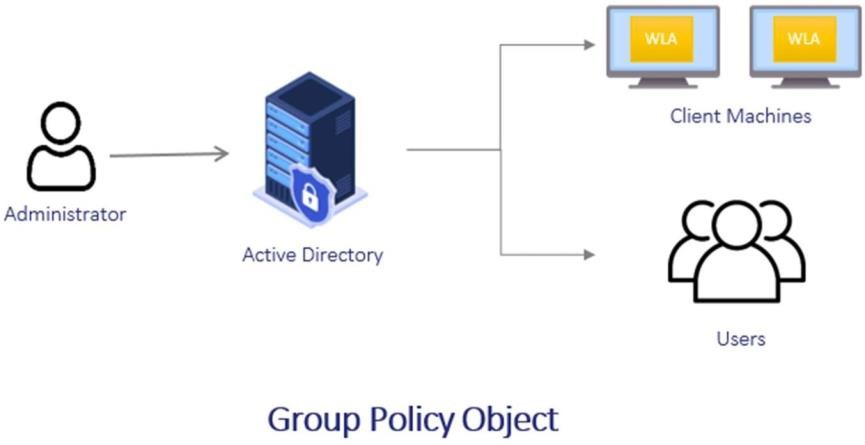 WLA WLA
Client Machines
Administrator
Active Directory
Users
Group Policy Object